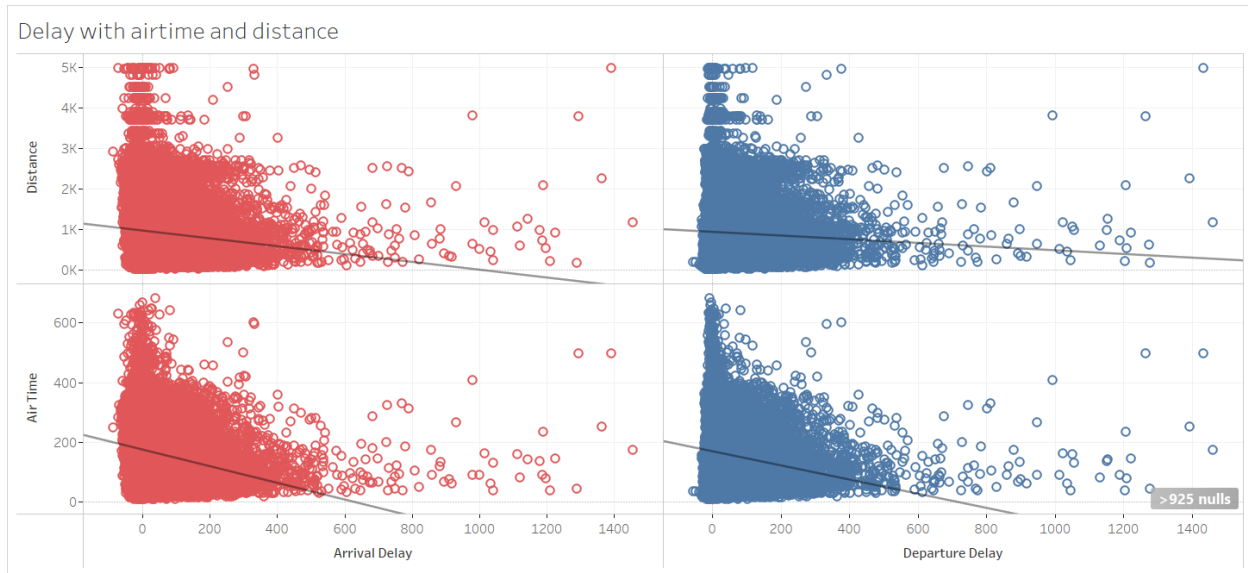 Delay with airtime and distance
5K
4K
3K
2K
1K
0K
Distance
600
400
200
0
Air Time
>925 nulls
0 200 400 600 800 1000 1200 1400
0 200 400 600 800 1000 1200 1400
Arrival Delay
Departure Delay